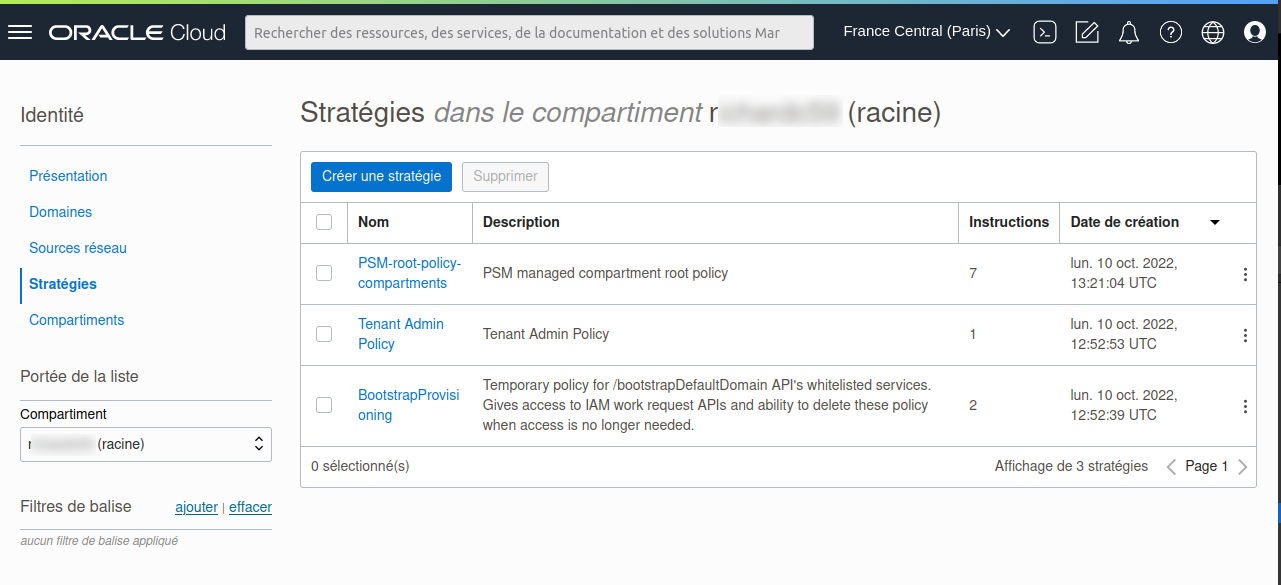 ORACLE Cloud
Rechercher des ressources, des services, de la documentation et des solutions Mar
France Central (Paris)
Identité
Présentation
Domaines
Sources réseau
Stratégies
Compartiments
Portée de la liste
Compartiment
(racine)
Filtres de balise ajouter | effacer
aucun filtre de balise appliqué
Stratégies dans le compartiment (racine)
Créer une stratégie Supprimer
Nom Description Instructions Date de création
PSM-root-policy-
compartments
PSM managed compartment root policy
7
lun. 10 oct. 2022,
13:21:04 UTC
Tenant Admin
Policy
Tenant Admin Policy
1
lun. 10 oct. 2022,
12:52:53 UTC
BootstrapProvisi
oning
Temporary policy for /bootstrapDefaultDomain API's whitelisted services.
Gives access to IAM work request APIs and ability to delete these policy
when access is no longer needed.
2
lun. 10 oct. 2022,
12:52:39 UTC
0 sélectionné(s)
Affichage de 3 stratégies Page 1